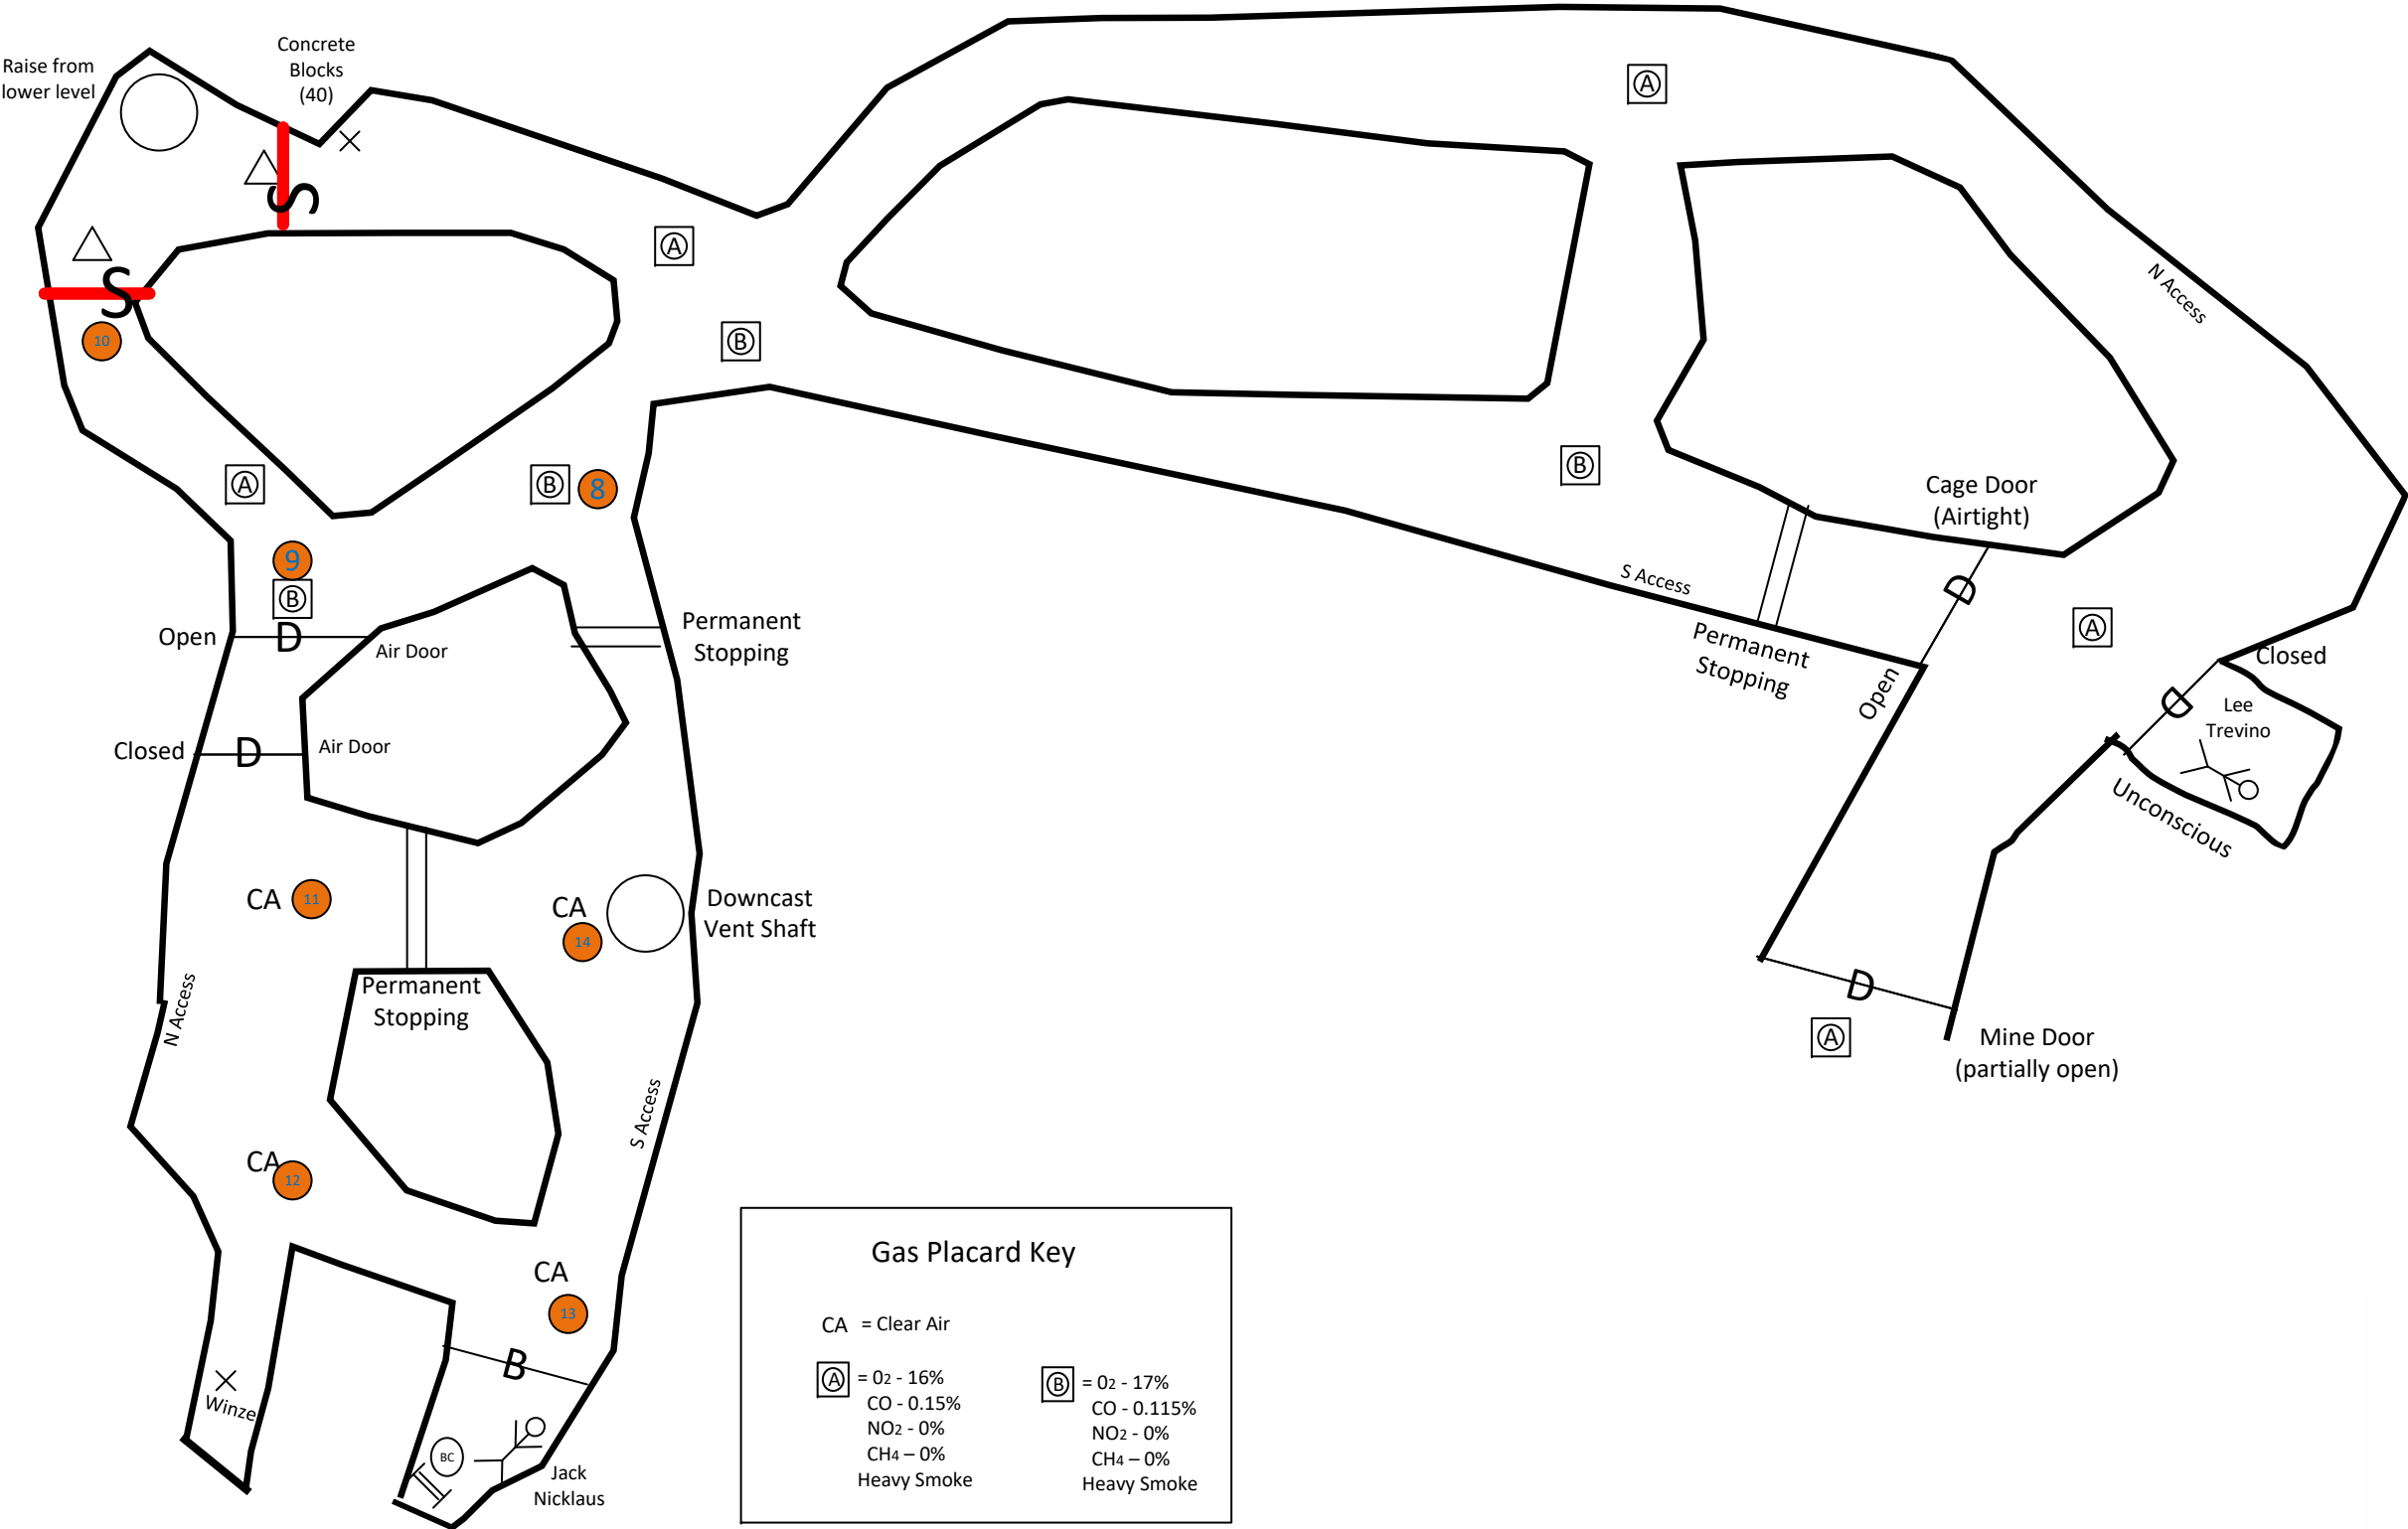 Raise from
lower level
Concrete
Blocks
(40)
A
S
A
N Access
S
B
10
A
B
8
B
Cage Door
(Airtight)
9
B
D
S Access
A
Open
D
Air Door
Permanent
Stopping
Permanent
Stopping
Open
Closed
D
Lee
Trevino
Unconscious
Closed
D
Air Door
CA
11
CA
14
Downcast
Vent Shaft
D
A
Mine Door
(partially open)
Permanent
Stopping
N Access
S Access
CA
12
CA
13
B
Winze
BC
Jack
Nicklaus
Gas Placard Key
CA = Clear Air
A = 02 - 16%
CO - 0.15%
NO2 - 0%
CH4 – 0%
Heavy Smoke
B = 02 - 17%
CO - 0.115%
NO2 - 0%
CH4 – 0%
Heavy Smoke